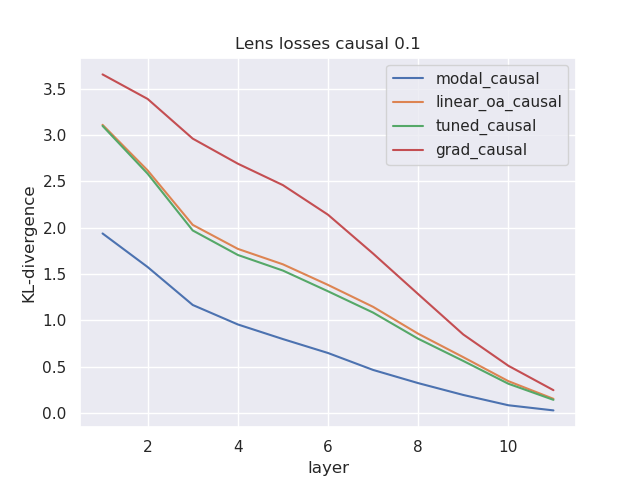 Lens losses causal 0.1
modal_causal
linear_oa_causal
tuned_causal
grad_causal
KL-divergence
3.5
3.0
2.5
2.0
1.5
1.0
0.5
0.0
2 4 6 8 10
layer